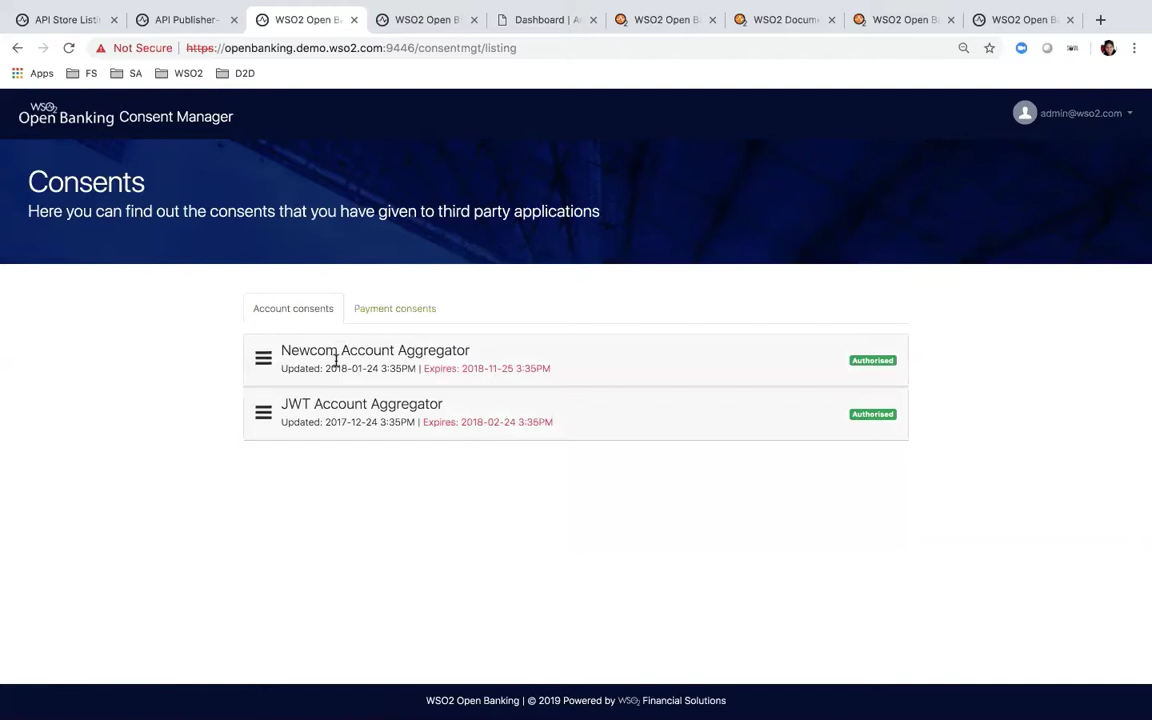 API Store Listi
API Publisher-
WSO2 Open Ba
WSO2 Open B
Dashboard | A
WSO2 Open B
WSO2 Docum
WSO2 Open B
WSO2 Open B
Not Secure | https://openbanking.demo.wso2.com:9446/consentmgt/listing
Apps FS SA WSO2 D2D
WSO2
Open Banking Consent Manager
admin@wso2.com
Consents
Here you can find out the consents that you have given to third party applications
Account consents Payment consents
Newcom Account Aggregator
Updated: 2018-01-24 3:35PM | Expires: 2018-11-25 3:35PM
Authorised
JWT Account Aggregator
Updated: 2017-12-24 3:35PM | Expires: 2018-02-24 3:35PM
Authorised
WSO2 Open Banking | © 2019 Powered by WSO2 Financial Solutions